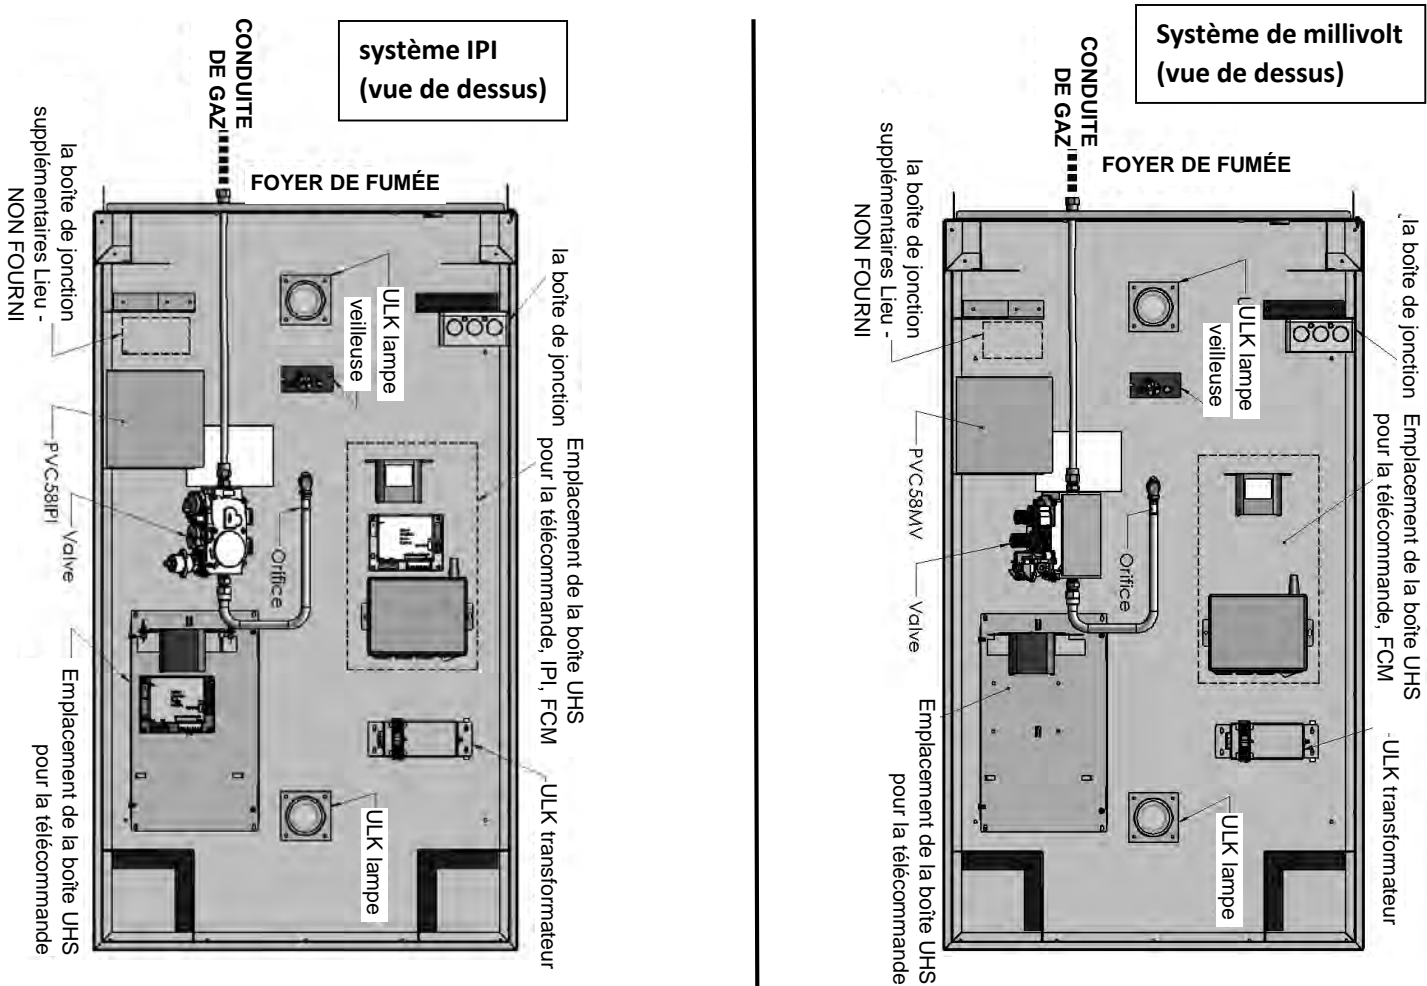 système IPI
(vue de dessus)
CONDUITE
DE GAZ
FOYER DE FUMÉE
la boîte de jonction
supplémentaires Lieu -
NON FOURNI
ULK lampe
veilleuse
la boîte de jonction
Emplacement de la boîte UHS
pour la télécommande, IPI, FCM
PVC58IPI
Valve
Orifice
Emplacement de la boîte UHS
pour la télécommande
ULK lampe
ULK transformateur
Système de millivolt
(vue de dessus)
CONDUITE
DE GAZ
FOYER DE FUMÉE
la boîte de jonction
supplémentaires Lieu -
NON FOURNI
ULK lampe
veilleuse
la boîte de jonction
Emplacement de la boîte UHS
pour la télécommande, FCM
PVC58MV
Valve
Orifice
Emplacement de la boîte UHS
pour la télécommande
ULK lampe
ULK transformateur